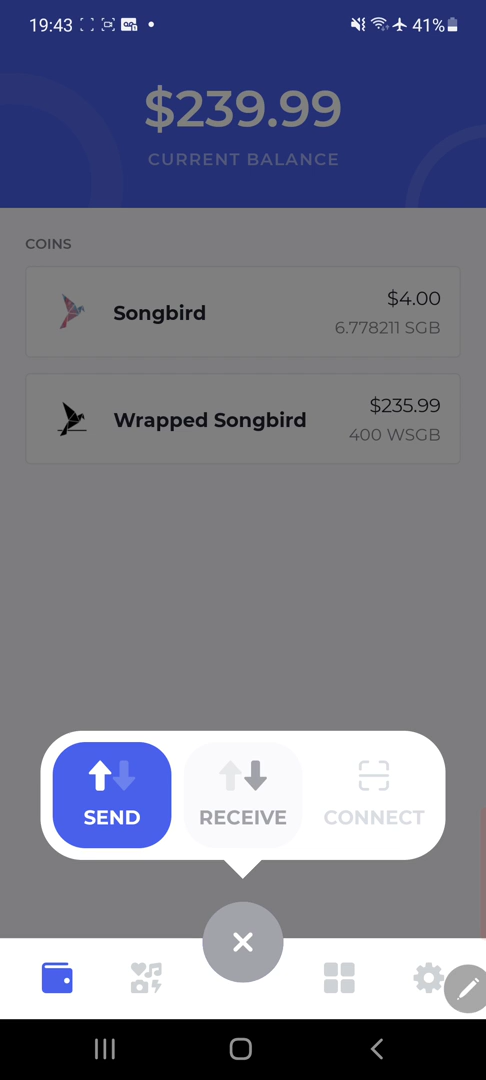 19:43
41%
$239.99
CURRENT BALANCE
COINS
Songbird
$4.00
6.778211 SGB
Wrapped Songbird
$235.99
400 WSGB
SEND
RECEIVE
CONNECT